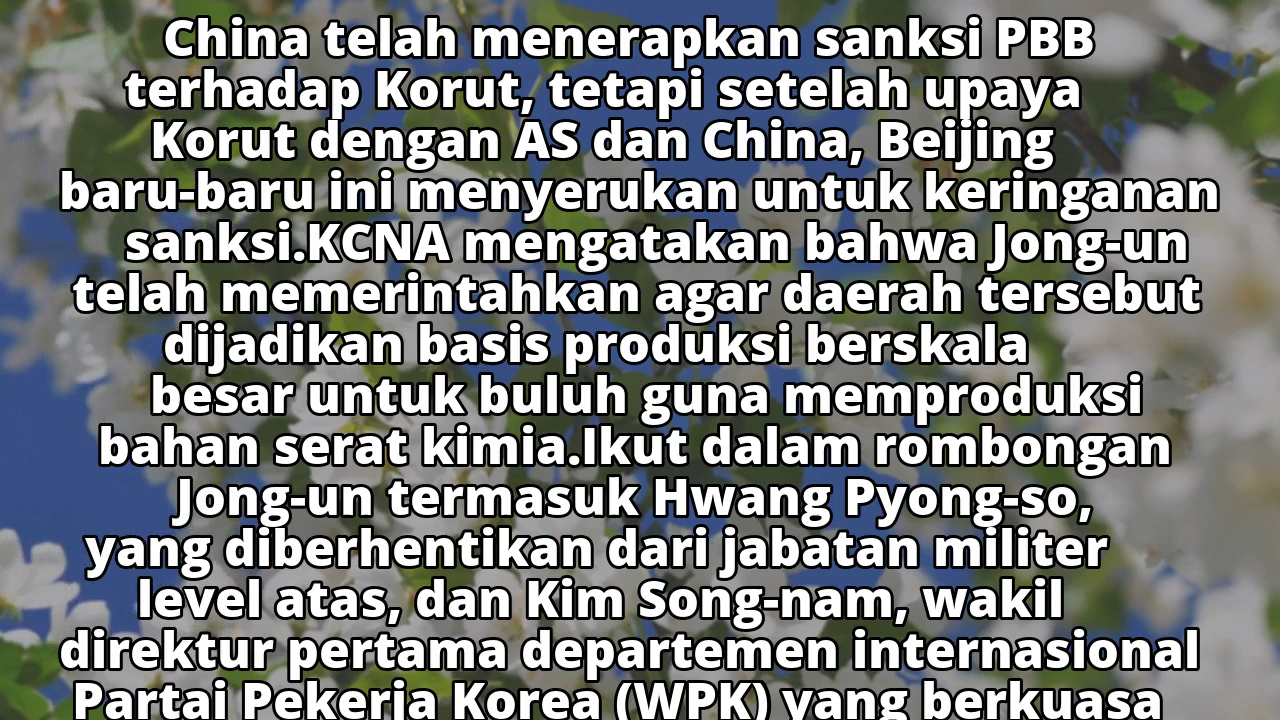 China telah menerapkan sanksi PBB
terhadap Korut, tetapi setelah upaya
Korut dengan AS dan China, Beijing
baru-baru ini menyerukan untuk keringanan
sanksi.KCNA mengatakan bahwa Jong-un
telah memerintahkan agar daerah tersebut
dijadikan basis produksi berskala
besar untuk buluh guna memproduksi
bahan serat kimia.Ikut dalam rombongan
Jong-un termasuk Hwang Pyong-so,
yang diberhentikan dari jabatan militer
level atas, dan Kim Song-nam, wakil
direktur pertama departemen internasional
Partai Pekerja Korea (WPK) yang berkuasa